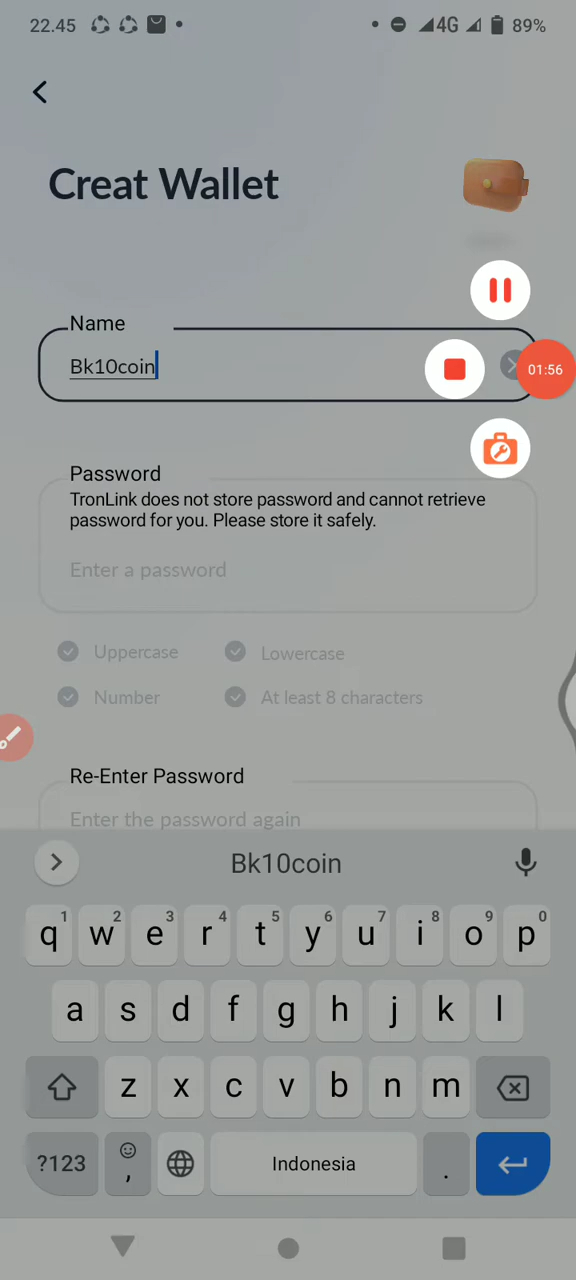 22.45 4G 89%
Creat Wallet
Name
Bk10coin
01:56
Password
TronLink does not store password and cannot retrieve
password for you. Please store it safely.
Enter a password
Uppercase Lowercase
Number At least 8 characters
Re-Enter Password
Enter the password again
Bk10coin
1 2 3 4 5 6 7 8 9 0
q w e r t y u i o p
a s d f g h j k l
z x c v b n m
?123 , Indonesia .